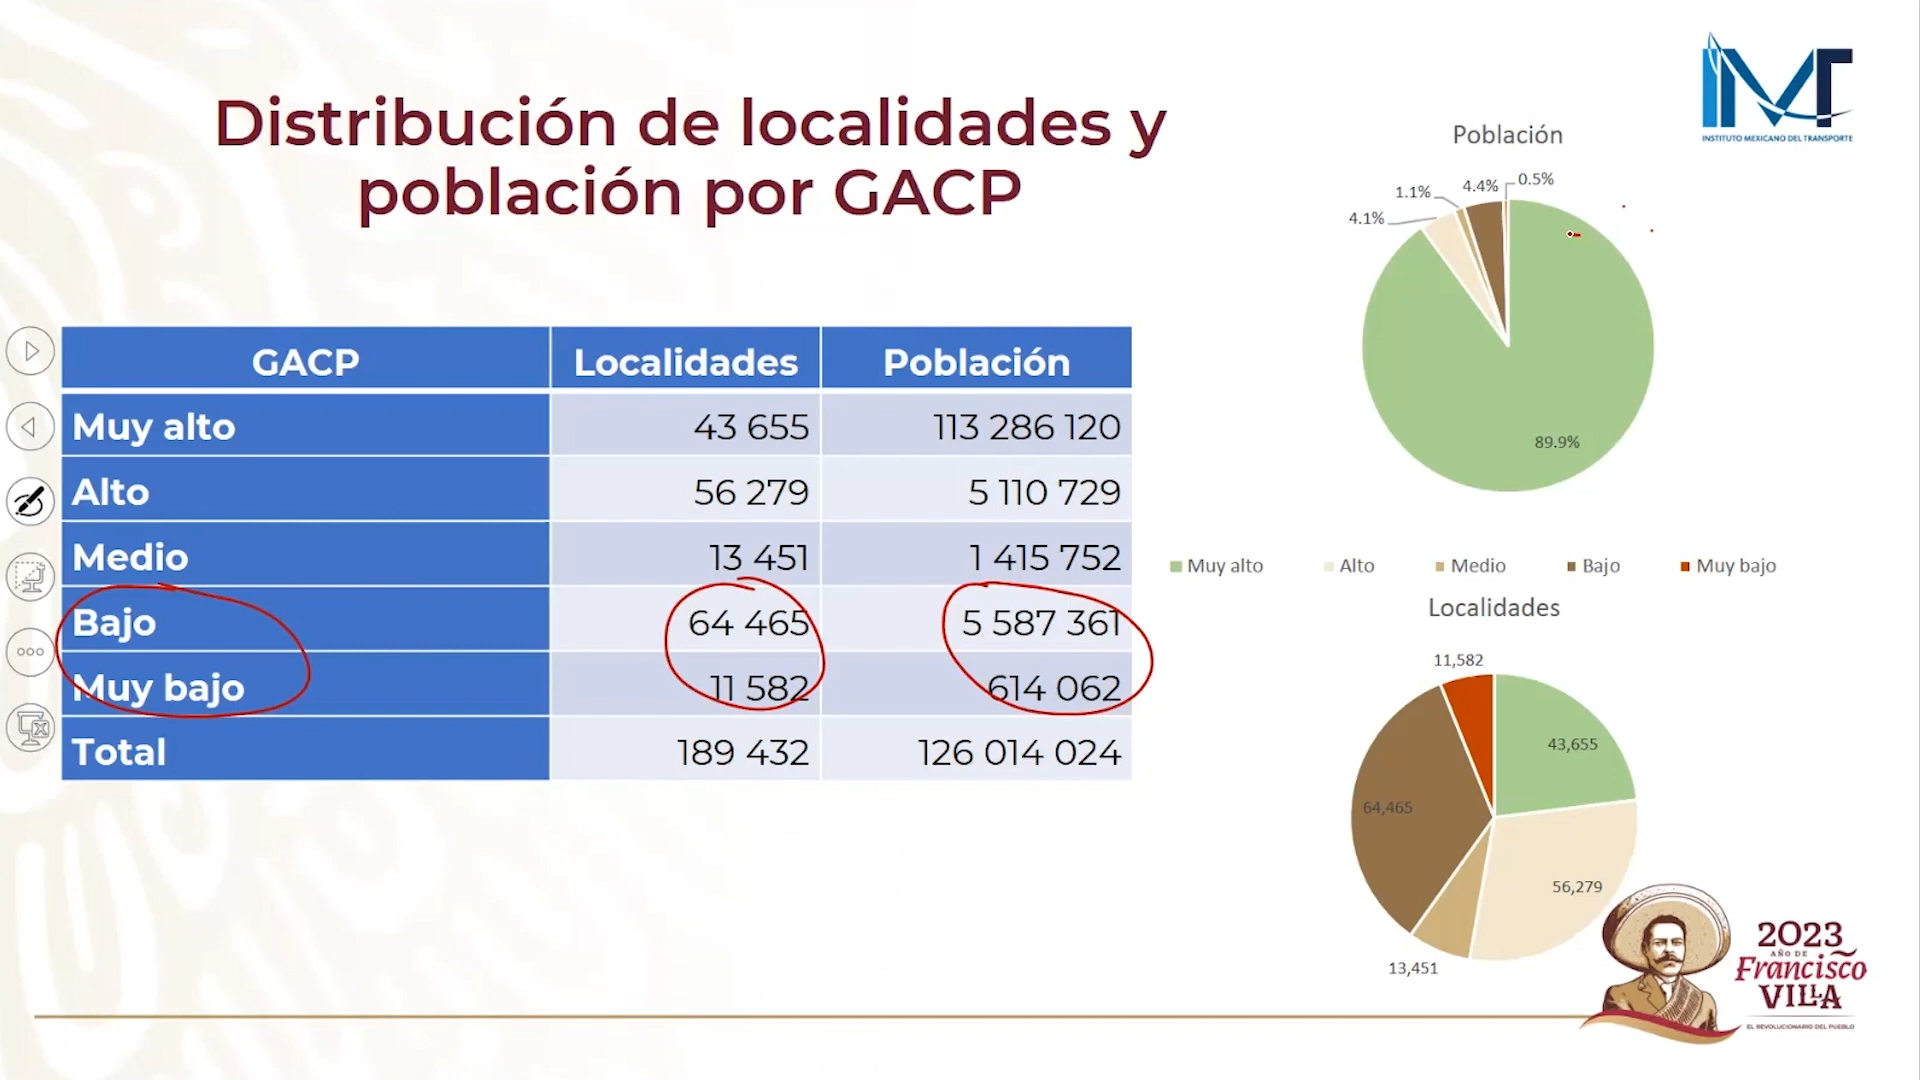 Distribución de localidades y
población por GACP
IMT
INSTITUTO MEXICANO DEL TRANSPORTE
GACP Localidades Población
Muy alto 43 655 113 286 120
Alto 56 279 5 110 729
Medio 13 451 1 415 752
Bajo 64 465 5 587 361
Muy bajo 11 582 614 062
Total 189 432 126 014 024
Población
4.1%
1.1%
4.4%
0.5%
89.9%
Muy alto Alto Medio Bajo Muy bajo
Localidades
11,582
43,655
64,465
56,279
13,451
2023
AÑO DE
Francisco
VILLA
EL REVOLUCIONARIO DEL PUEBLO